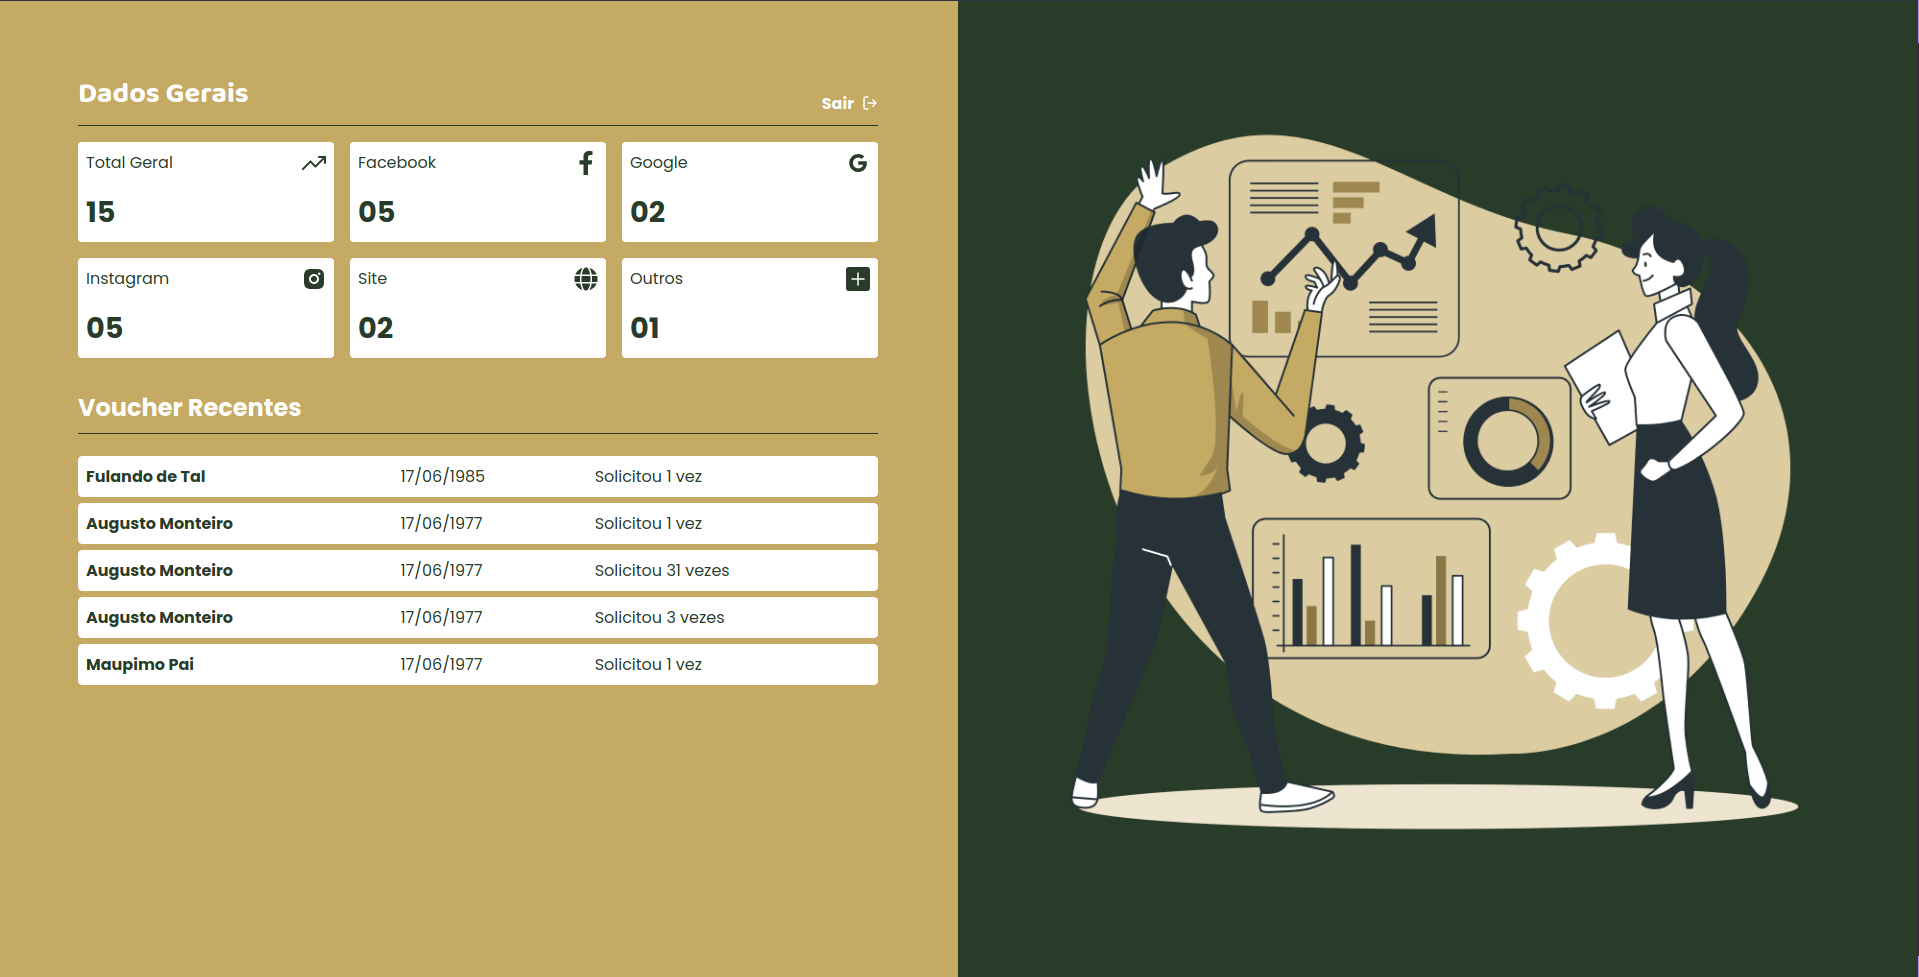 Dados Gerais
Sair
Total Geral
15
Facebook
05
Google
02
Instagram
05
Site
02
Outros
01
Voucher Recentes
Fulando de Tal 17/06/1985 Solicitou 1 vez
Augusto Monteiro 17/06/1977 Solicitou 1 vez
Augusto Monteiro 17/06/1977 Solicitou 31 vezes
Augusto Monteiro 17/06/1977 Solicitou 3 vezes
Maupimo Pai 17/06/1977 Solicitou 1 vez